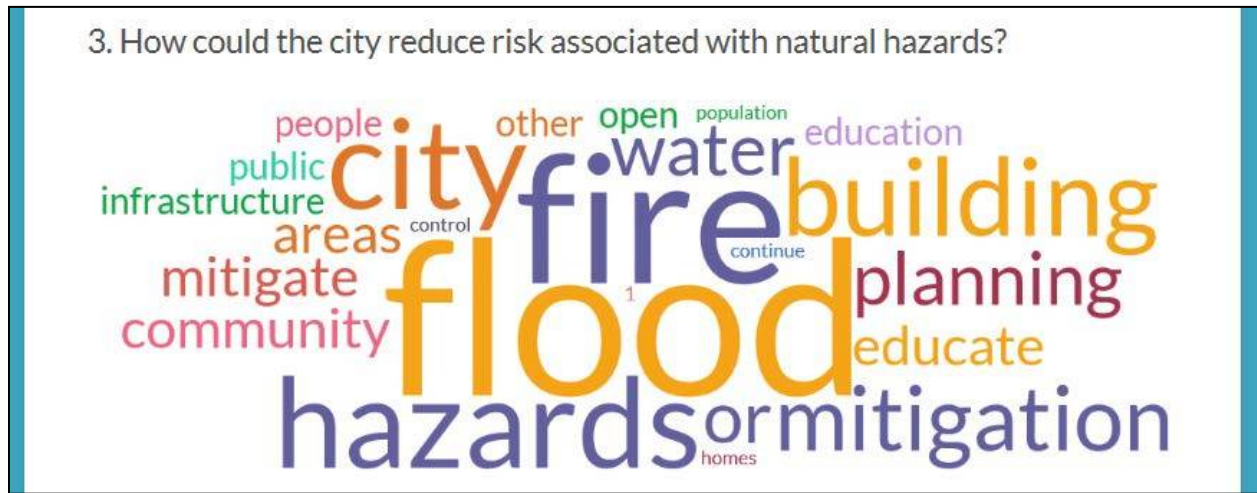 3. How could the city reduce risk associated with natural hazards?
people
city
other
open
population
water
education
public
fire
building
infrastructure
areas
control
continue
mitigate
flood
1
planning
community
educate
hazards
or
mitigation
homes